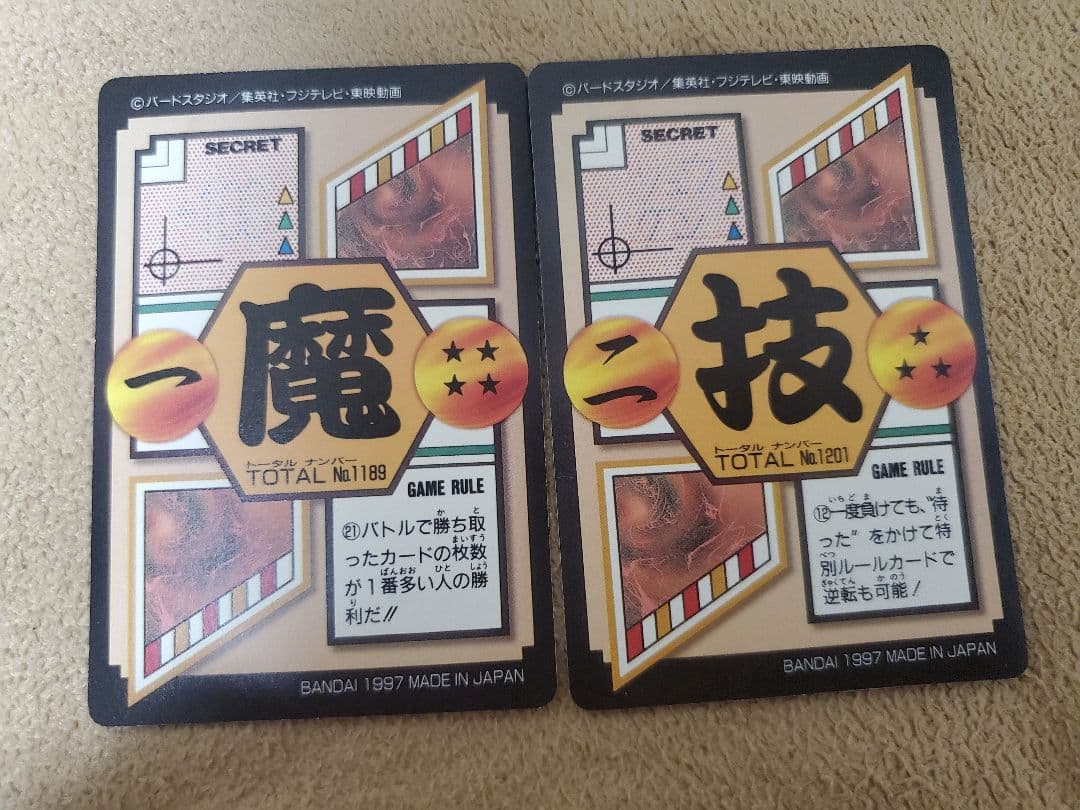 ©バードスタジオ／集英社・フジテレビ・東映動画
SECRET
一
魔
トータル ナンバー
TOTAL No.1189
GAME RULE
㉑バトルで勝ち取
ったカードの枚数
が1番多い人の勝
利だ!!
BANDAI 1997 MADE IN JAPAN
©バードスタジオ／集英社・フジテレビ・東映動画
SECRET
二
技
トータル ナンバー
TOTAL No.1201
GAME RULE
⑫一度負けても、"待
った"をかけて特
別ルールカードで
逆転も可能!
BANDAI 1997 MADE IN JAPAN